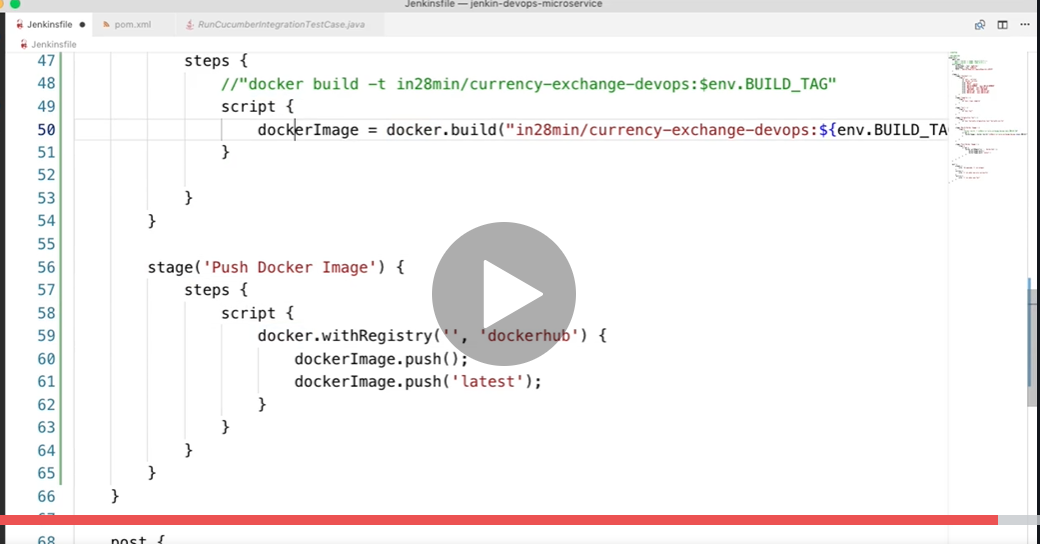 Jenkinsfile — jenkin-devops-microservice
Jenkinsfile pom.xml RunCucumberIntegrationTestCase.java
Jenkinsfile
47 steps {
48 //"docker build -t in28min/currency-exchange-devops:$env.BUILD_TAG"
49 script {
50 dockerImage = docker.build("in28min/currency-exchange-devops:${env.BUILD_TA
51 }
52
53 }
54 }
55
56 stage('Push Docker Image') {
57 steps {
58 script {
59 docker.withRegistry('', 'dockerhub') {
60 dockerImage.push();
61 dockerImage.push('latest');
62 }
63 }
64 }
65 }
66 }
68 post {